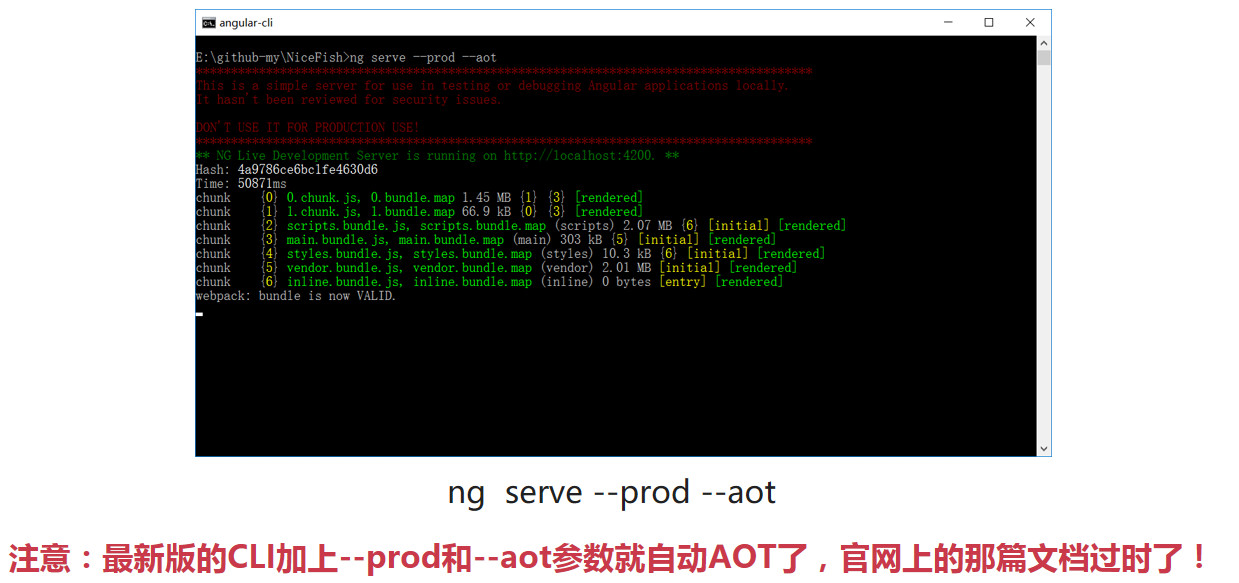 angular-cli
E:\github-my\NiceFish>ng serve --prod --aot
****************************************************************************************
This is a simple server for use in testing or debugging Angular applications locally.
It hasn't been reviewed for security issues.
DON'T USE IT FOR PRODUCTION USE!
****************************************************************************************
** NG Live Development Server is running on http://localhost:4200. **
Hash: 4a9786ce6bc1fe4630d6
Time: 50871ms
chunk    {0} 0.chunk.js, 0.bundle.map 1.45 MB {1} {3} [rendered]
chunk    {1} 1.chunk.js, 1.bundle.map 66.9 kB {0} {3} [rendered]
chunk    {2} scripts.bundle.js, scripts.bundle.map (scripts) 2.07 MB {6} [initial] [rendered]
chunk    {3} main.bundle.js, main.bundle.map (main) 303 kB {5} [initial] [rendered]
chunk    {4} styles.bundle.js, styles.bundle.map (styles) 10.3 kB {6} [initial] [rendered]
chunk    {5} vendor.bundle.js, vendor.bundle.map (vendor) 2.01 MB [initial] [rendered]
chunk    {6} inline.bundle.js, inline.bundle.map (inline) 0 bytes [entry] [rendered]
webpack: bundle is now VALID.
ng  serve --prod --aot
注意：最新版的CLI加上--prod和--aot参数就自动AOT了，官网上的那篇文档过时了！